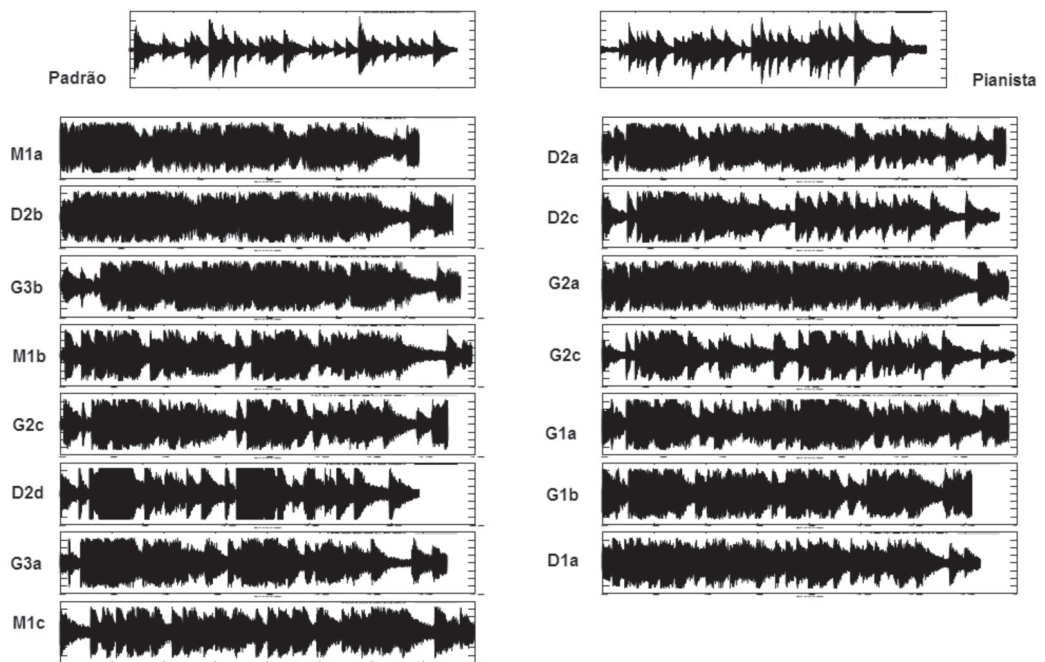 Padrão
Pianista
M1a
D2b
G3b
M1b
G2c
D2d
G3a
M1c
D2a
D2c
G2a
G2c
G1a
G1b
D1a